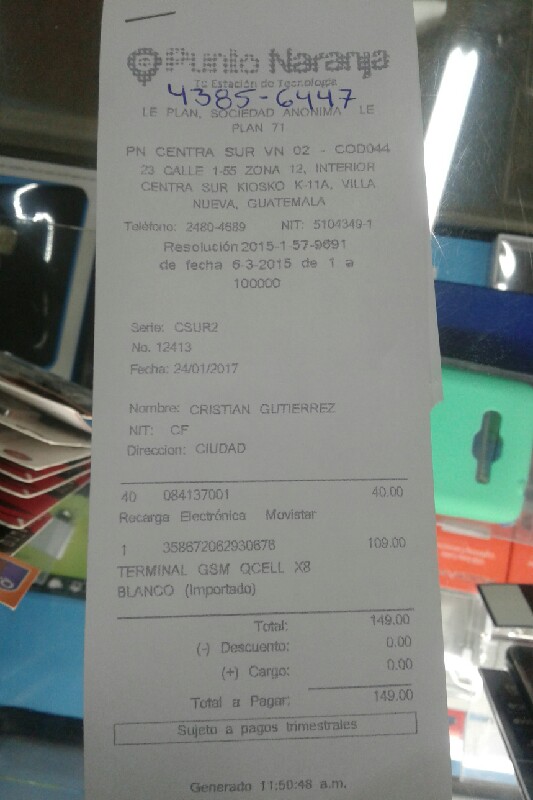 Punto Naranja
Tu Estación de Tecnología
4385-6447
LE PLAN, SOCIEDAD ANONIMA LE
PLAN 71
PN CENTRA SUR VN 02 - COD044
23 CALLE 1-55 ZONA 12, INTERIOR
CENTRA SUR KIOSKO K-11A, VILLA
NUEVA, GUATEMALA
Teléfono: 2480-4689 NIT: 5104349-1
Resolución 2015-1-57-9691
de fecha 6-3-2015 de 1 a
100000
Serie: CSUR2
No. 12413
Fecha: 24/01/2017
Nombre: CRISTIAN GUTIERREZ
NIT: CF
Direccion: CIUDAD
40 084137001 40.00
Recarga Electrónica Movistar
1 358672062930876 109.00
TERMINAL GSM QCELL X8
BLANCO (Importado)
Total: 149.00
(-) Descuento: 0.00
(+) Cargo: 0.00
Total a Pagar: 149.00
Sujeto a pagos trimestrales
Generado 11:50:48 a.m.